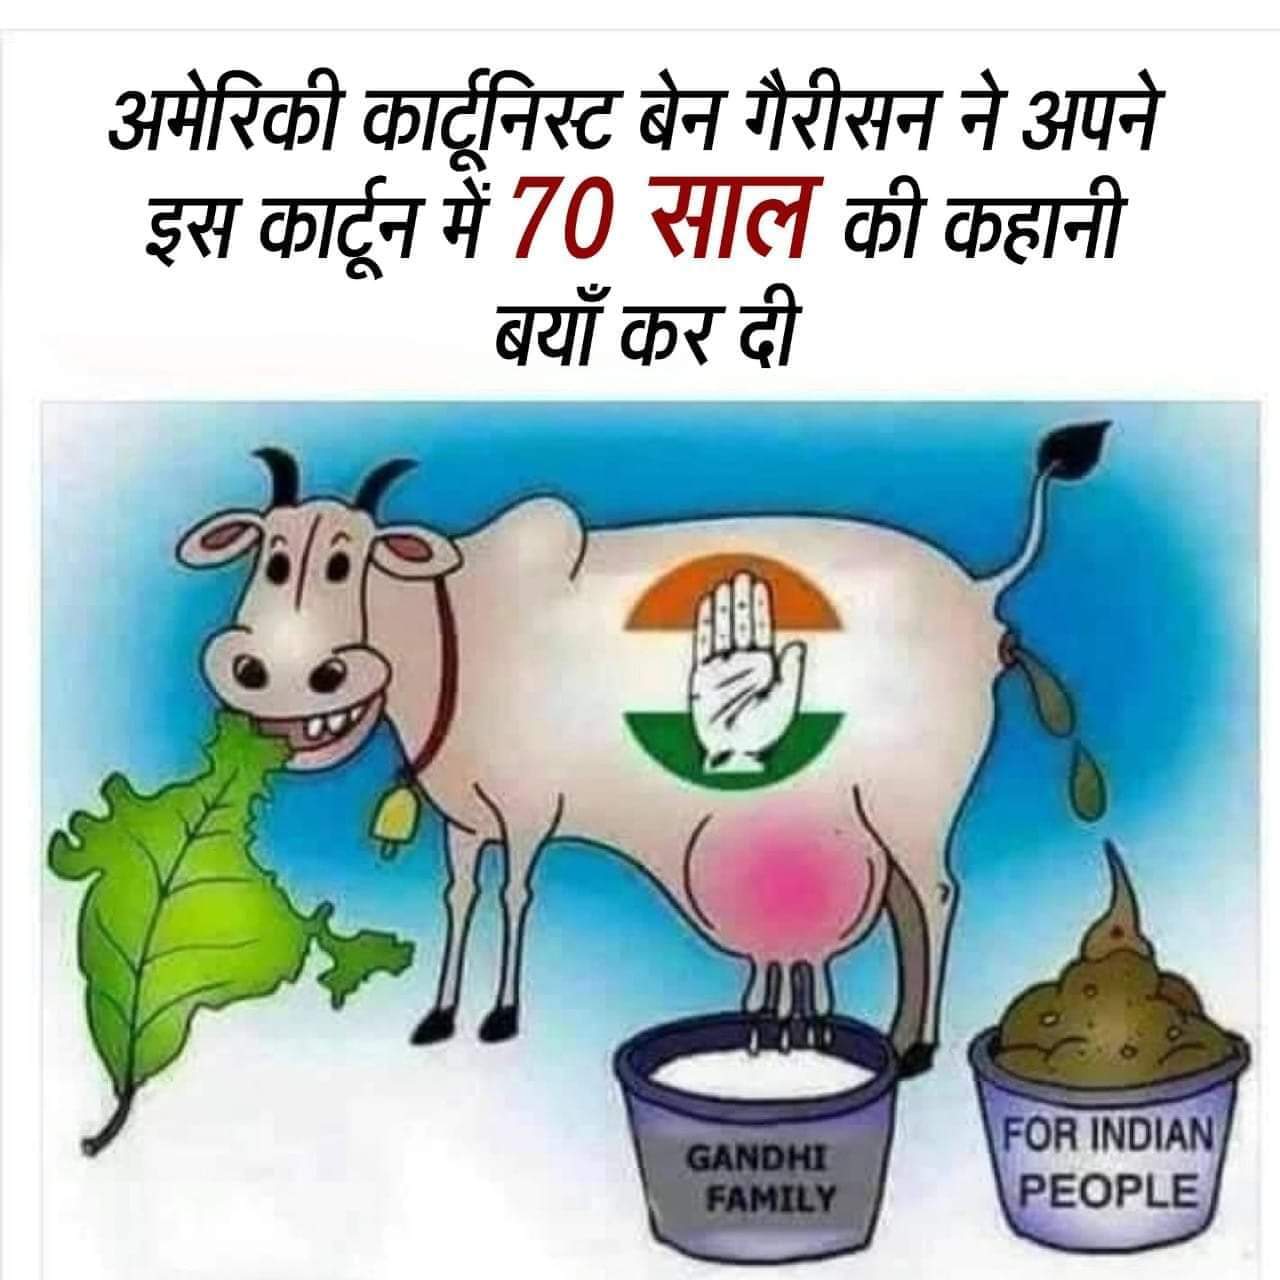 अमेरिकी कार्टूनिस्ट बेन गैरीसन ने अपने
इस कार्टून में 70 साल की कहानी
बयाँ कर दी
GANDHI
FAMILY
FOR INDIAN
PEOPLE